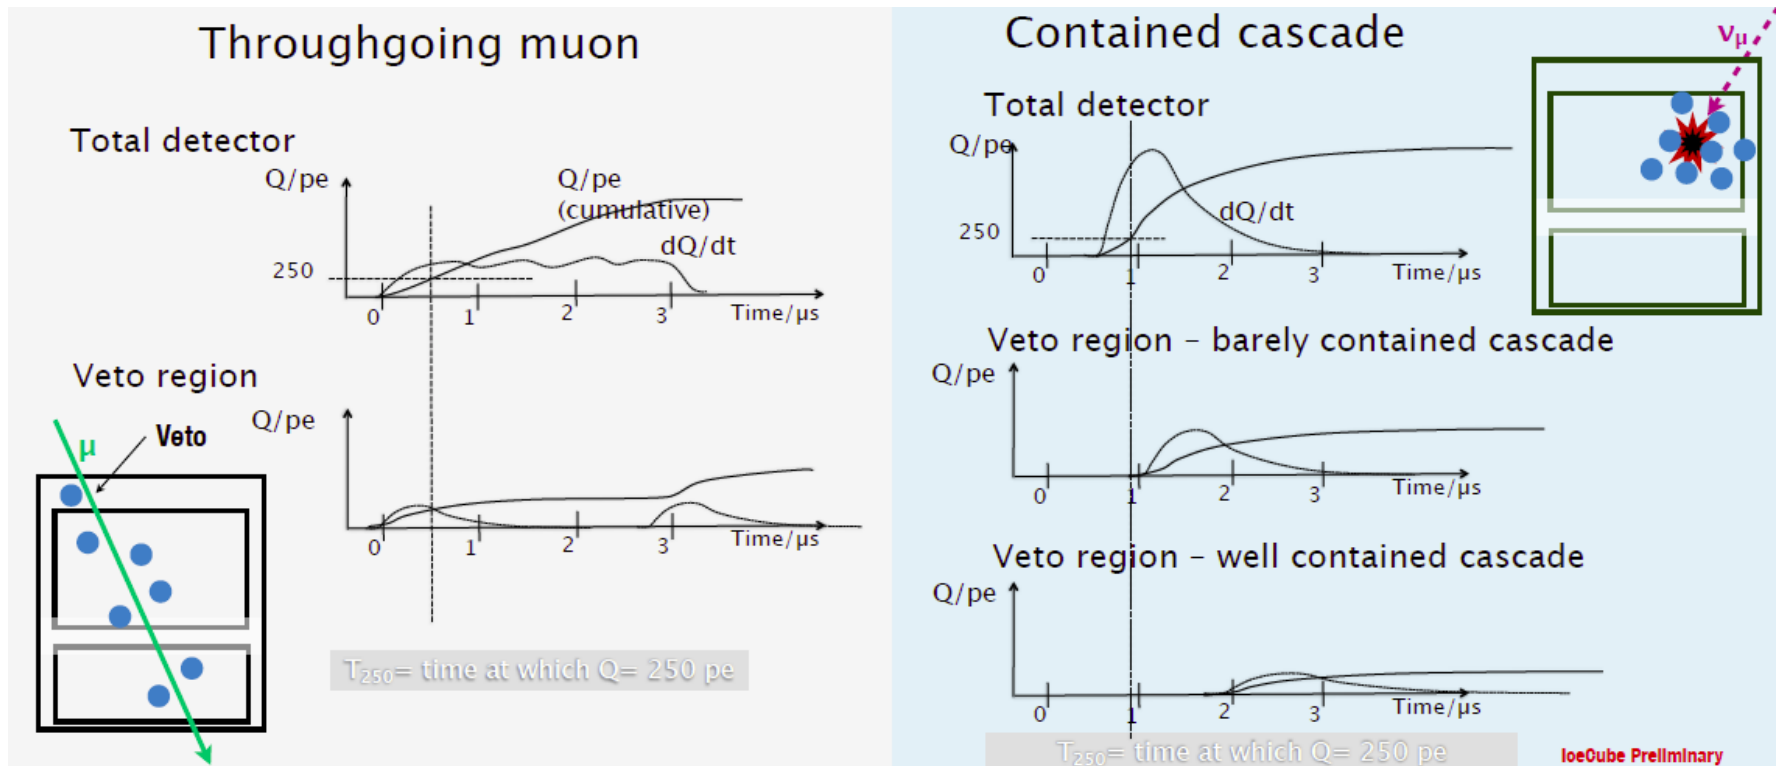 Throughgoing muon
Total detector
Q/pe
Q/pe
(cumulative)
dQ/dt
250
0
1
2
3
Time/μs
Veto region
Q/pe
μ
Veto
0
1
2
3
Time/μs
T250= time at which Q= 250 pe
Contained cascade
νμ
Total detector
Q/pe
dQ/dt
250
0
1
2
3
Time/μs
Veto region – barely contained cascade
Q/pe
0
1
2
3
Time/μs
Veto region – well contained cascade
Q/pe
0
1
2
3
Time/μs
T250= time at which Q= 250 pe
IceCube Preliminary